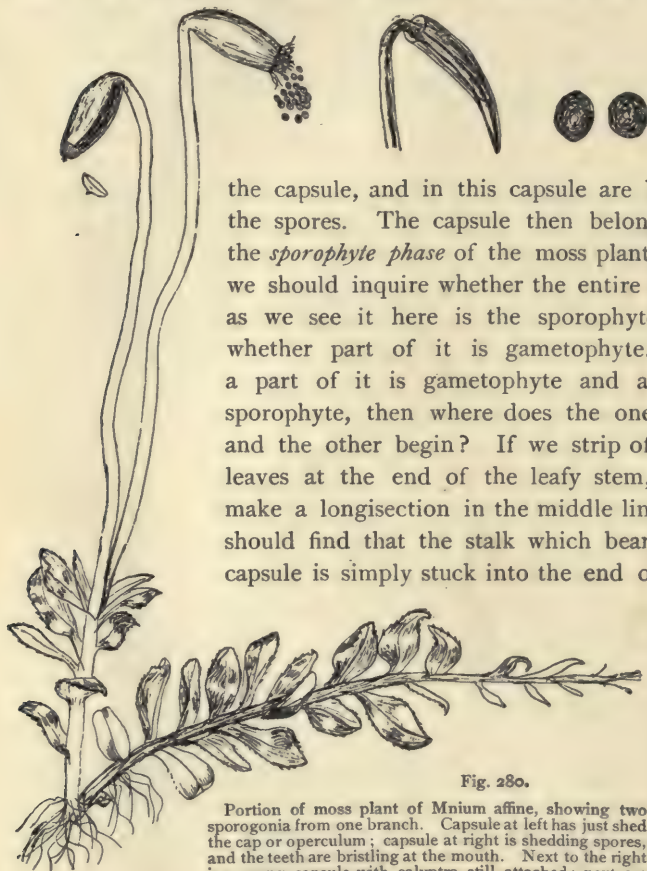 the capsule, and in this capsule are
the spores. The capsule then belon
the sporophyte phase of the moss plant
we should inquire whether the entire
as we see it here is the sporophyt
whether part of it is gametophyte.
a part of it is gametophyte and a
sporophyte, then where does the one
and the other begin? If we strip of
leaves at the end of the leafy stem,
make a longisection in the middle lin
should find that the stalk which bear
capsule is simply stuck into the end o
Fig. 280.
Portion of moss plant of Mnium affine, showing two
sporogonia from one branch. Capsule at left has just shed
the cap or operculum; capsule at right is shedding spores,
and the teeth are bristling at the mouth. Next to the right